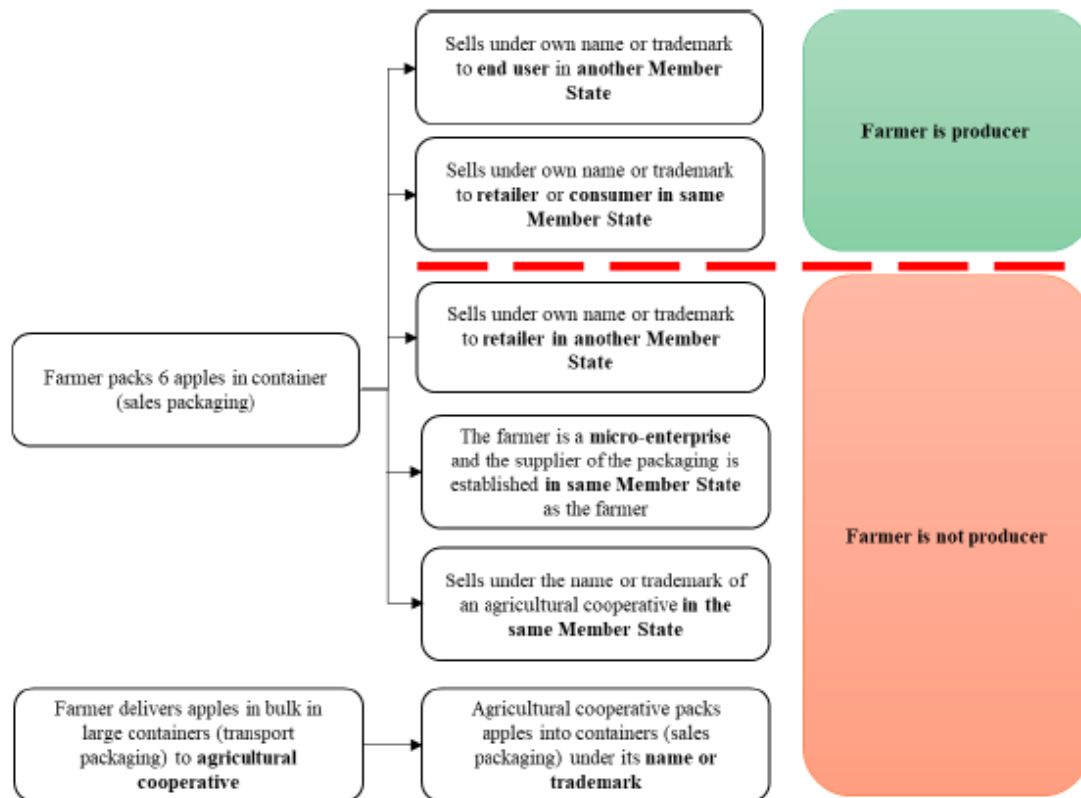 Sells under own name or trademark
to end user in another Member
State
Farmer is producer
Sells under own name or trademark
to retailer or consumer in same
Member State
Sells under own name or trademark
to retailer in another Member
State
Farmer packs 6 apples in container
(sales packaging)
The farmer is a micro-enterprise
and the supplier of the packaging is
established in same Member State
as the farmer
Farmer is not producer
Sells under the name or trademark of
an agricultural cooperative in the
same Member State
Farmer delivers apples in bulk in
large containers (transport
packaging) to agricultural
cooperative
Agricultural cooperative packs
apples into containers (sales
packaging) under its name or
trademark